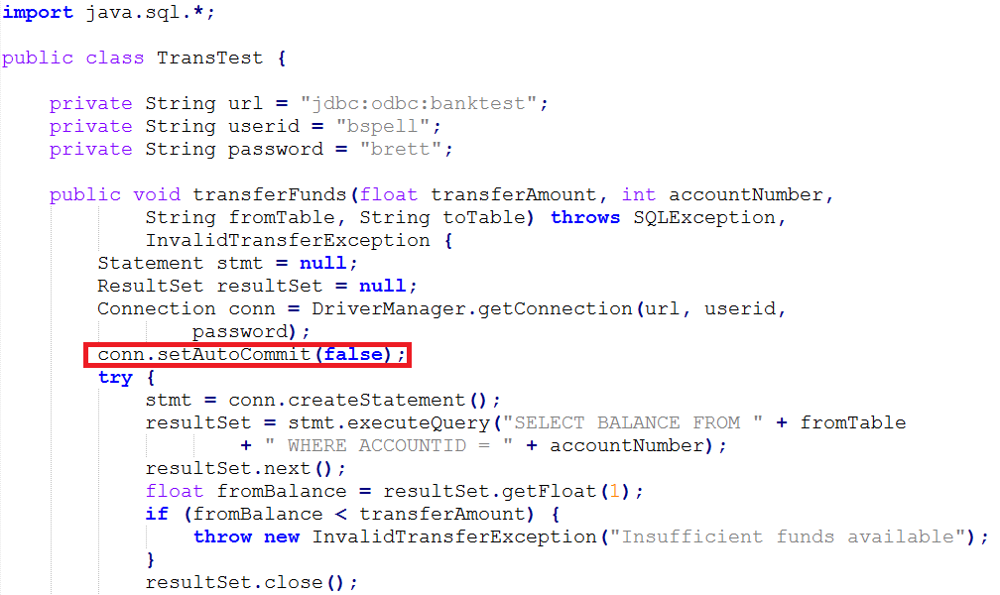 import java.sql.*;
public class TransTest {
private String url = "jdbc:odbc:banktest";
private String userid = "bspell";
private String password = "brett";
public void transferFunds(float transferAmount, int accountNumber,
String fromTable, String toTable) throws SQLException,
InvalidTransferException {
Statement stmt = null;
ResultSet resultSet = null;
Connection conn = DriverManager.getConnection(url, userid,
password);
conn.setAutoCommit(false);
try {
stmt = conn.createStatement();
resultSet = stmt.executeQuery("SELECT BALANCE FROM " + fromTable
+ " WHERE ACCOUNTID = " + accountNumber);
resultSet.next();
float fromBalance = resultSet.getFloat(1);
if (fromBalance < transferAmount) {
throw new InvalidTransferException("Insufficient funds available");
}
resultSet.close();